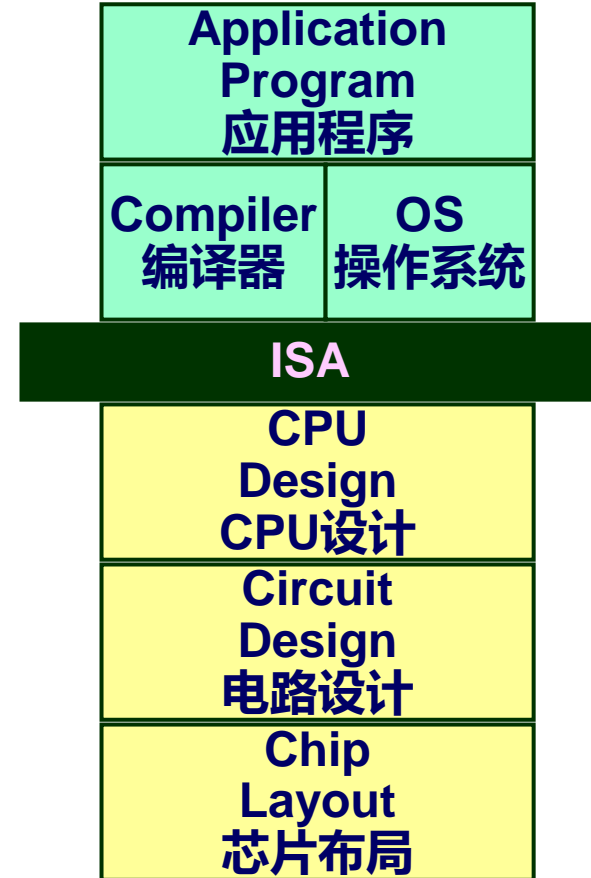 Application
Program
应用程序
Compiler
编译器
OS
操作系统
ISA
CPU
Design
CPU设计
Circuit
Design
电路设计
Chip
Layout
芯片布局